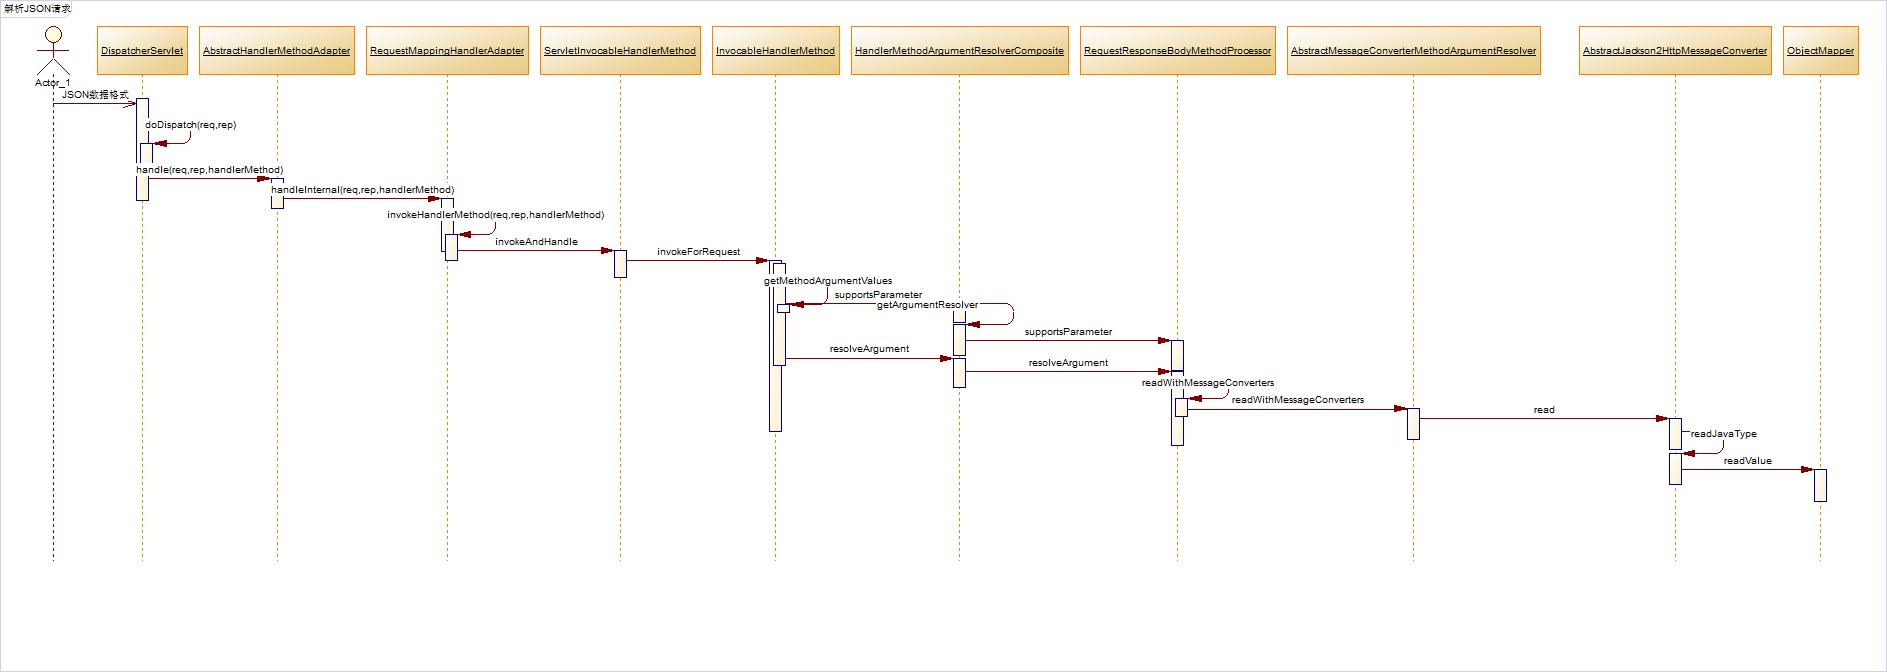 解析JSON请求
Actor_1
DispatcherServlet
AbstractHandlerMethodAdapter
RequestMappingHandlerAdapter
ServletInvocableHandlerMethod
InvocableHandlerMethod
HandlerMethodArgumentResolverComposite
RequestResponseBodyMethodProcessor
AbstractMessageConverterMethodArgumentResolver
AbstractJackson2HttpMessageConverter
ObjectMapper
JSON数据格式
doDispatch(req,rep)
handle(req,rep,handlerMethod)
handleInternal(req,rep,handlerMethod)
invokeHandlerMethod(req,rep,handlerMethod)
invokeAndHandle
invokeForRequest
getMethodArgumentValues
supportsParameter
getArgumentResolver
supportsParameter
resolveArgument
resolveArgument
readWithMessageConverters
readWithMessageConverters
read
readJavaType
readValue